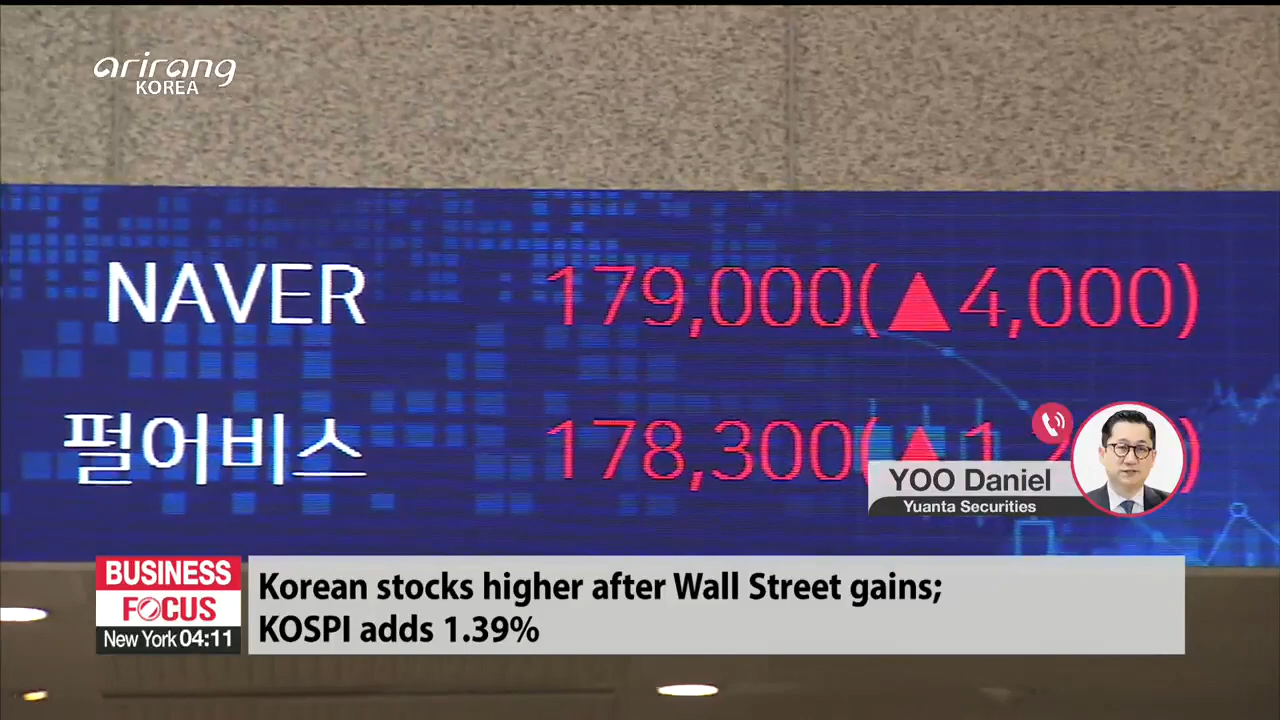 arirang
KOREA
NAVER 179,000(▲4,000)
펄어비스 178,300(▲1
YOO Daniel
Yuanta Securities
BUSINESS
FOCUS
New York 04:11
Korean stocks higher after Wall Street gains;
KOSPI adds 1.39%